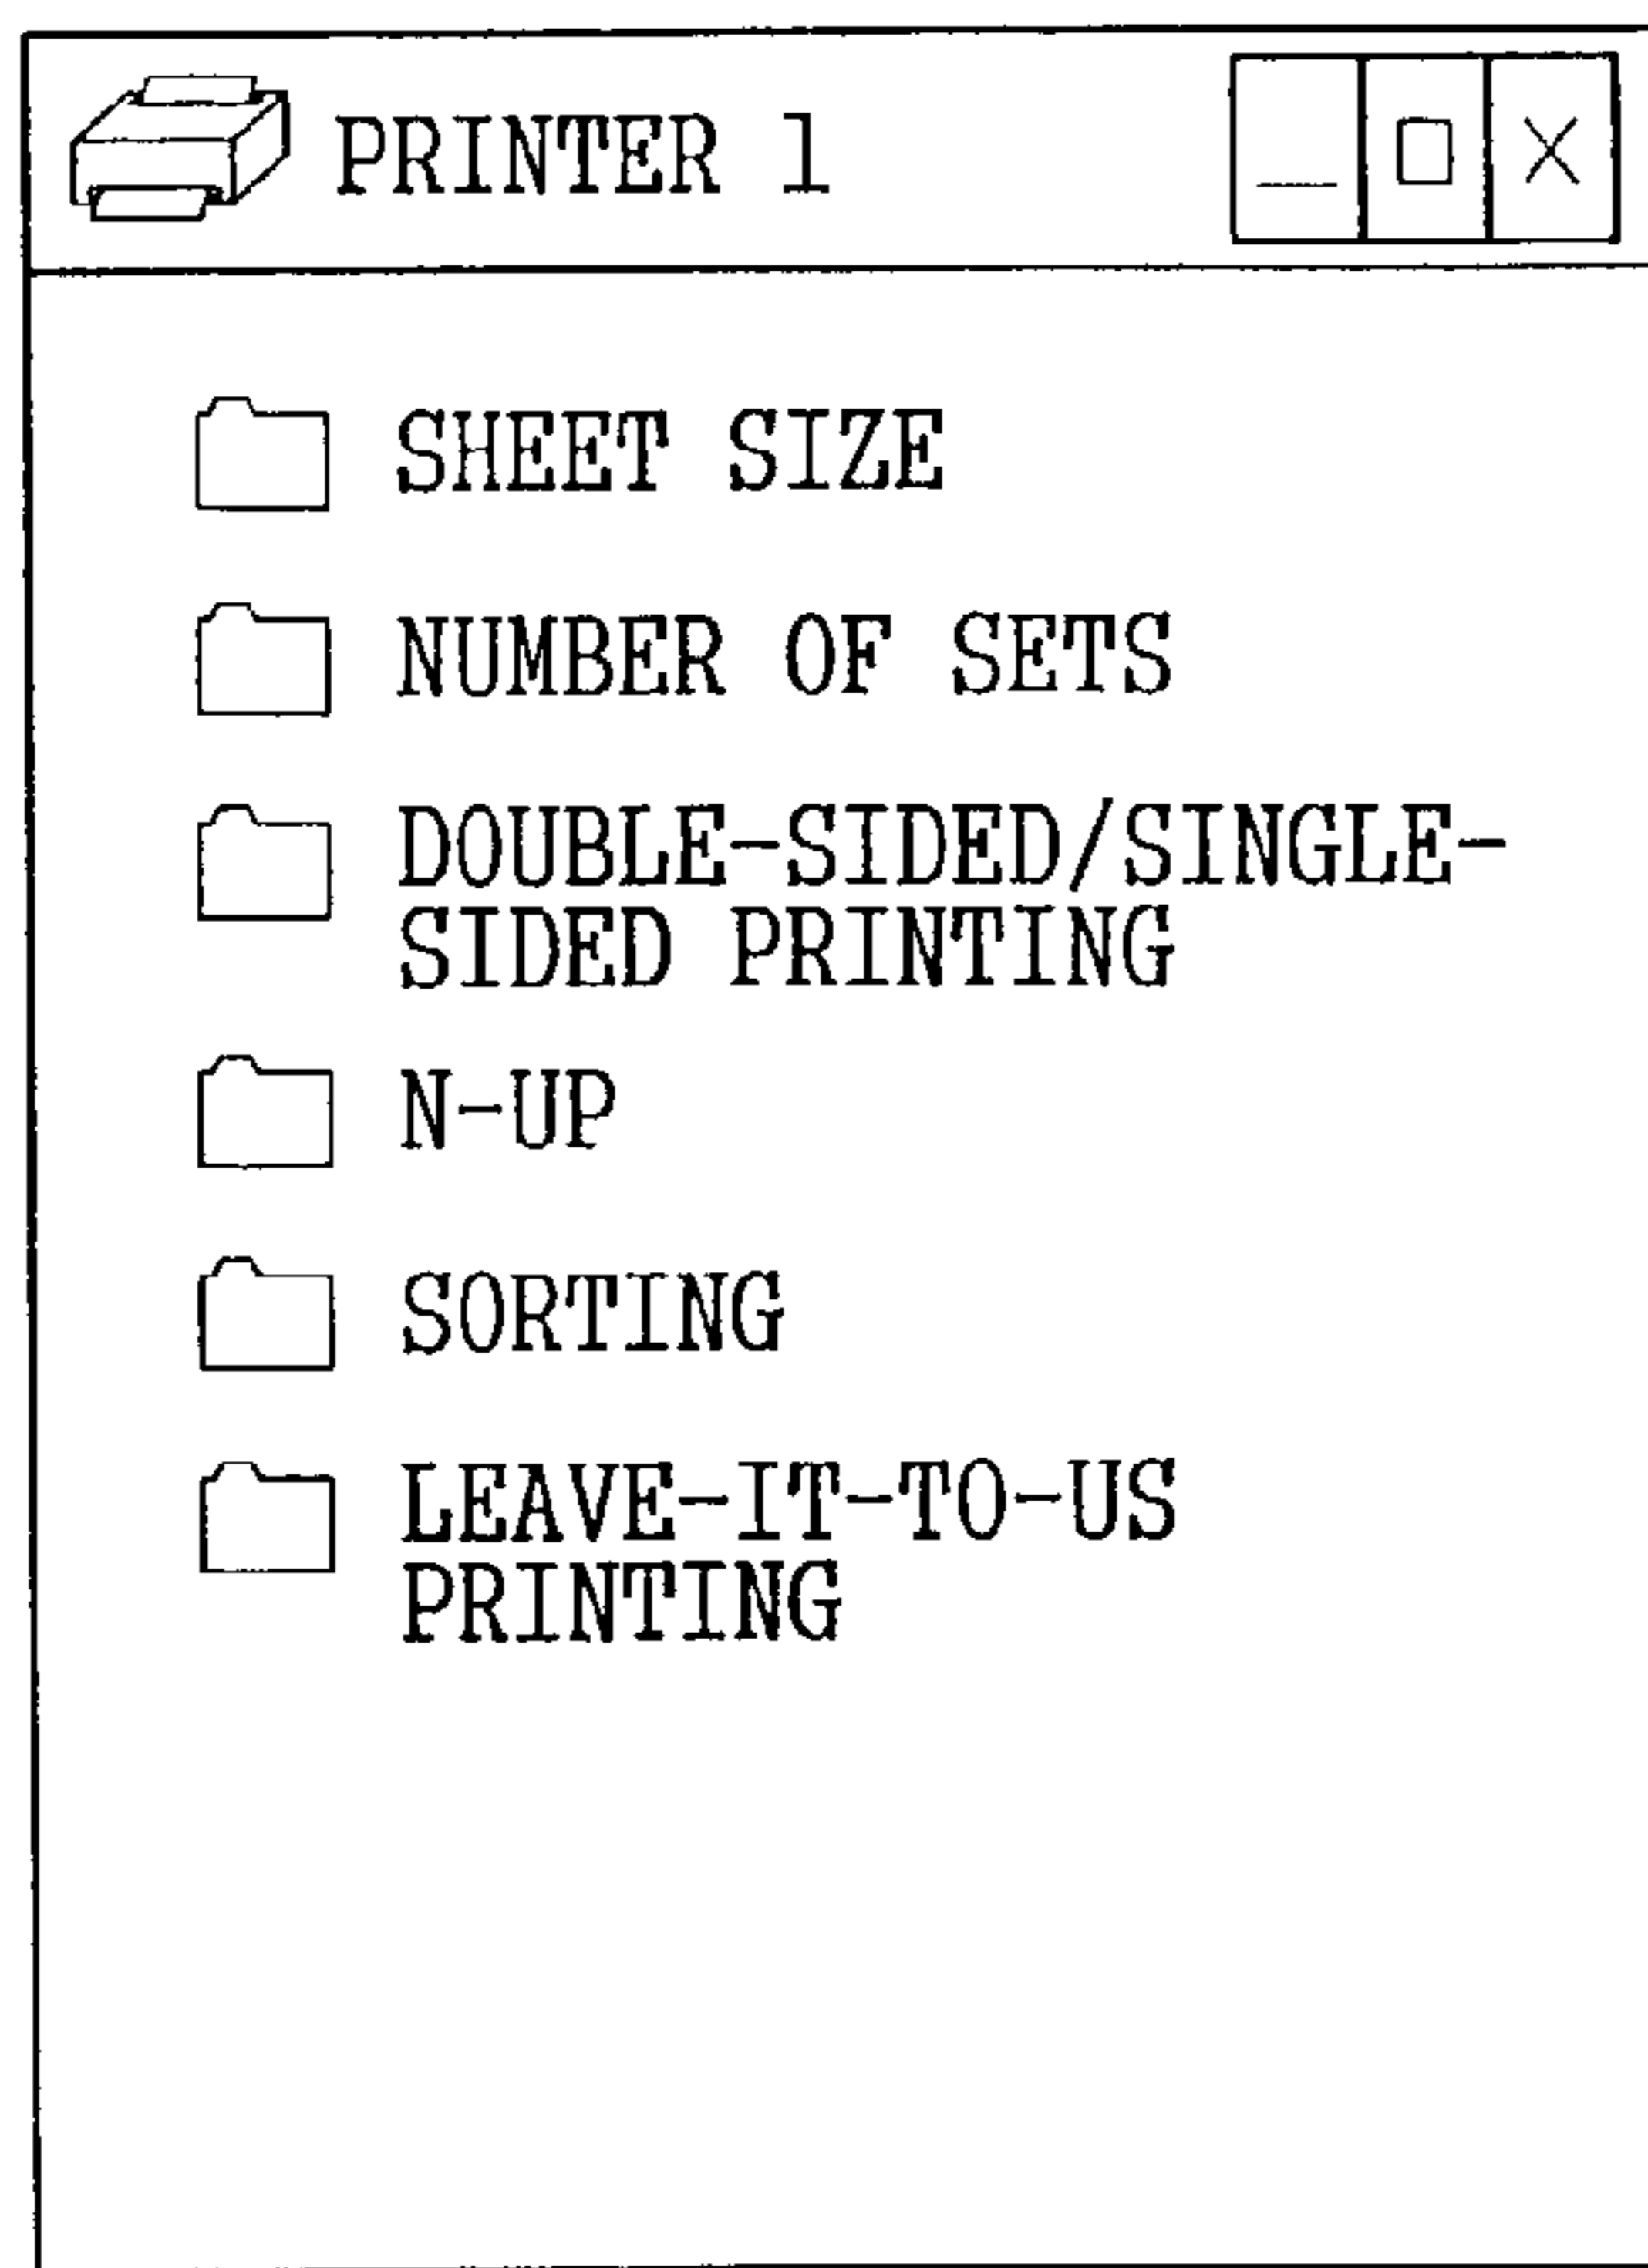 PRINTER 1
SHEET SIZE
NUMBER OF SETS
DOUBLE-SIDED/SINGLE-
SIDED PRINTING
N-UP
SORTING
LEAVE-IT-TO-US
PRINTING